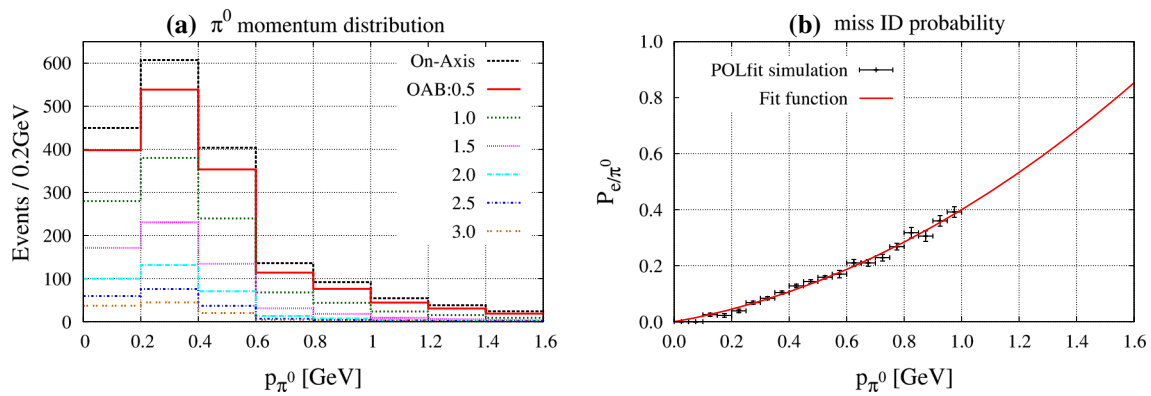 (a) π⁰ momentum distribution
Events / 0.2GeV
600
500
400
300
200
100
0
On-Axis
OAB:0.5
1.0
1.5
2.0
2.5
3.0
0.0 0.2 0.4 0.6 0.8 1 1.2 1.4 1.6
p_π⁰ [GeV]
(b) miss ID probability
P_e/π⁰
1.0
0.8
0.6
0.4
0.2
0.0
POLfit simulation
Fit function
0.0 0.2 0.4 0.6 0.8 1.0 1.2 1.4 1.6
p_π⁰ [GeV]